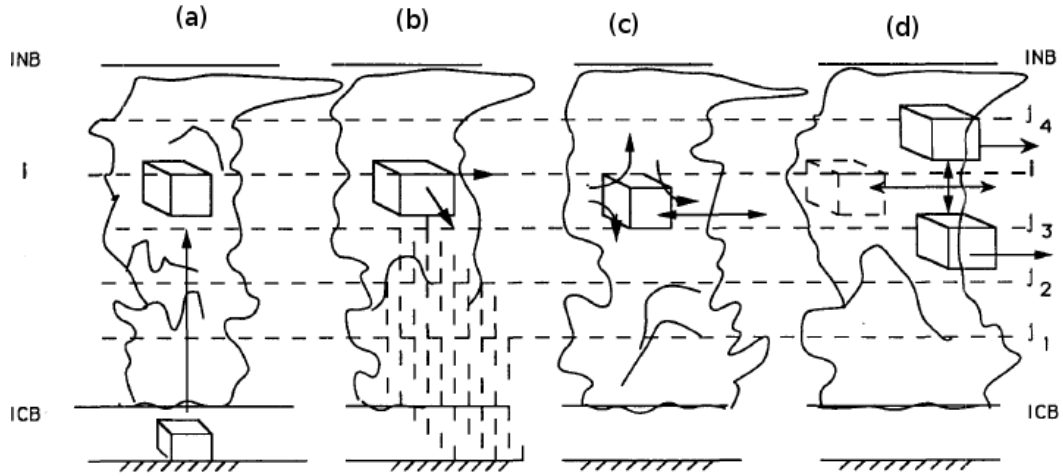 (a) (b) (c) (d)
INB INB
j4
i i
j3
j2
j1
ICB ICB